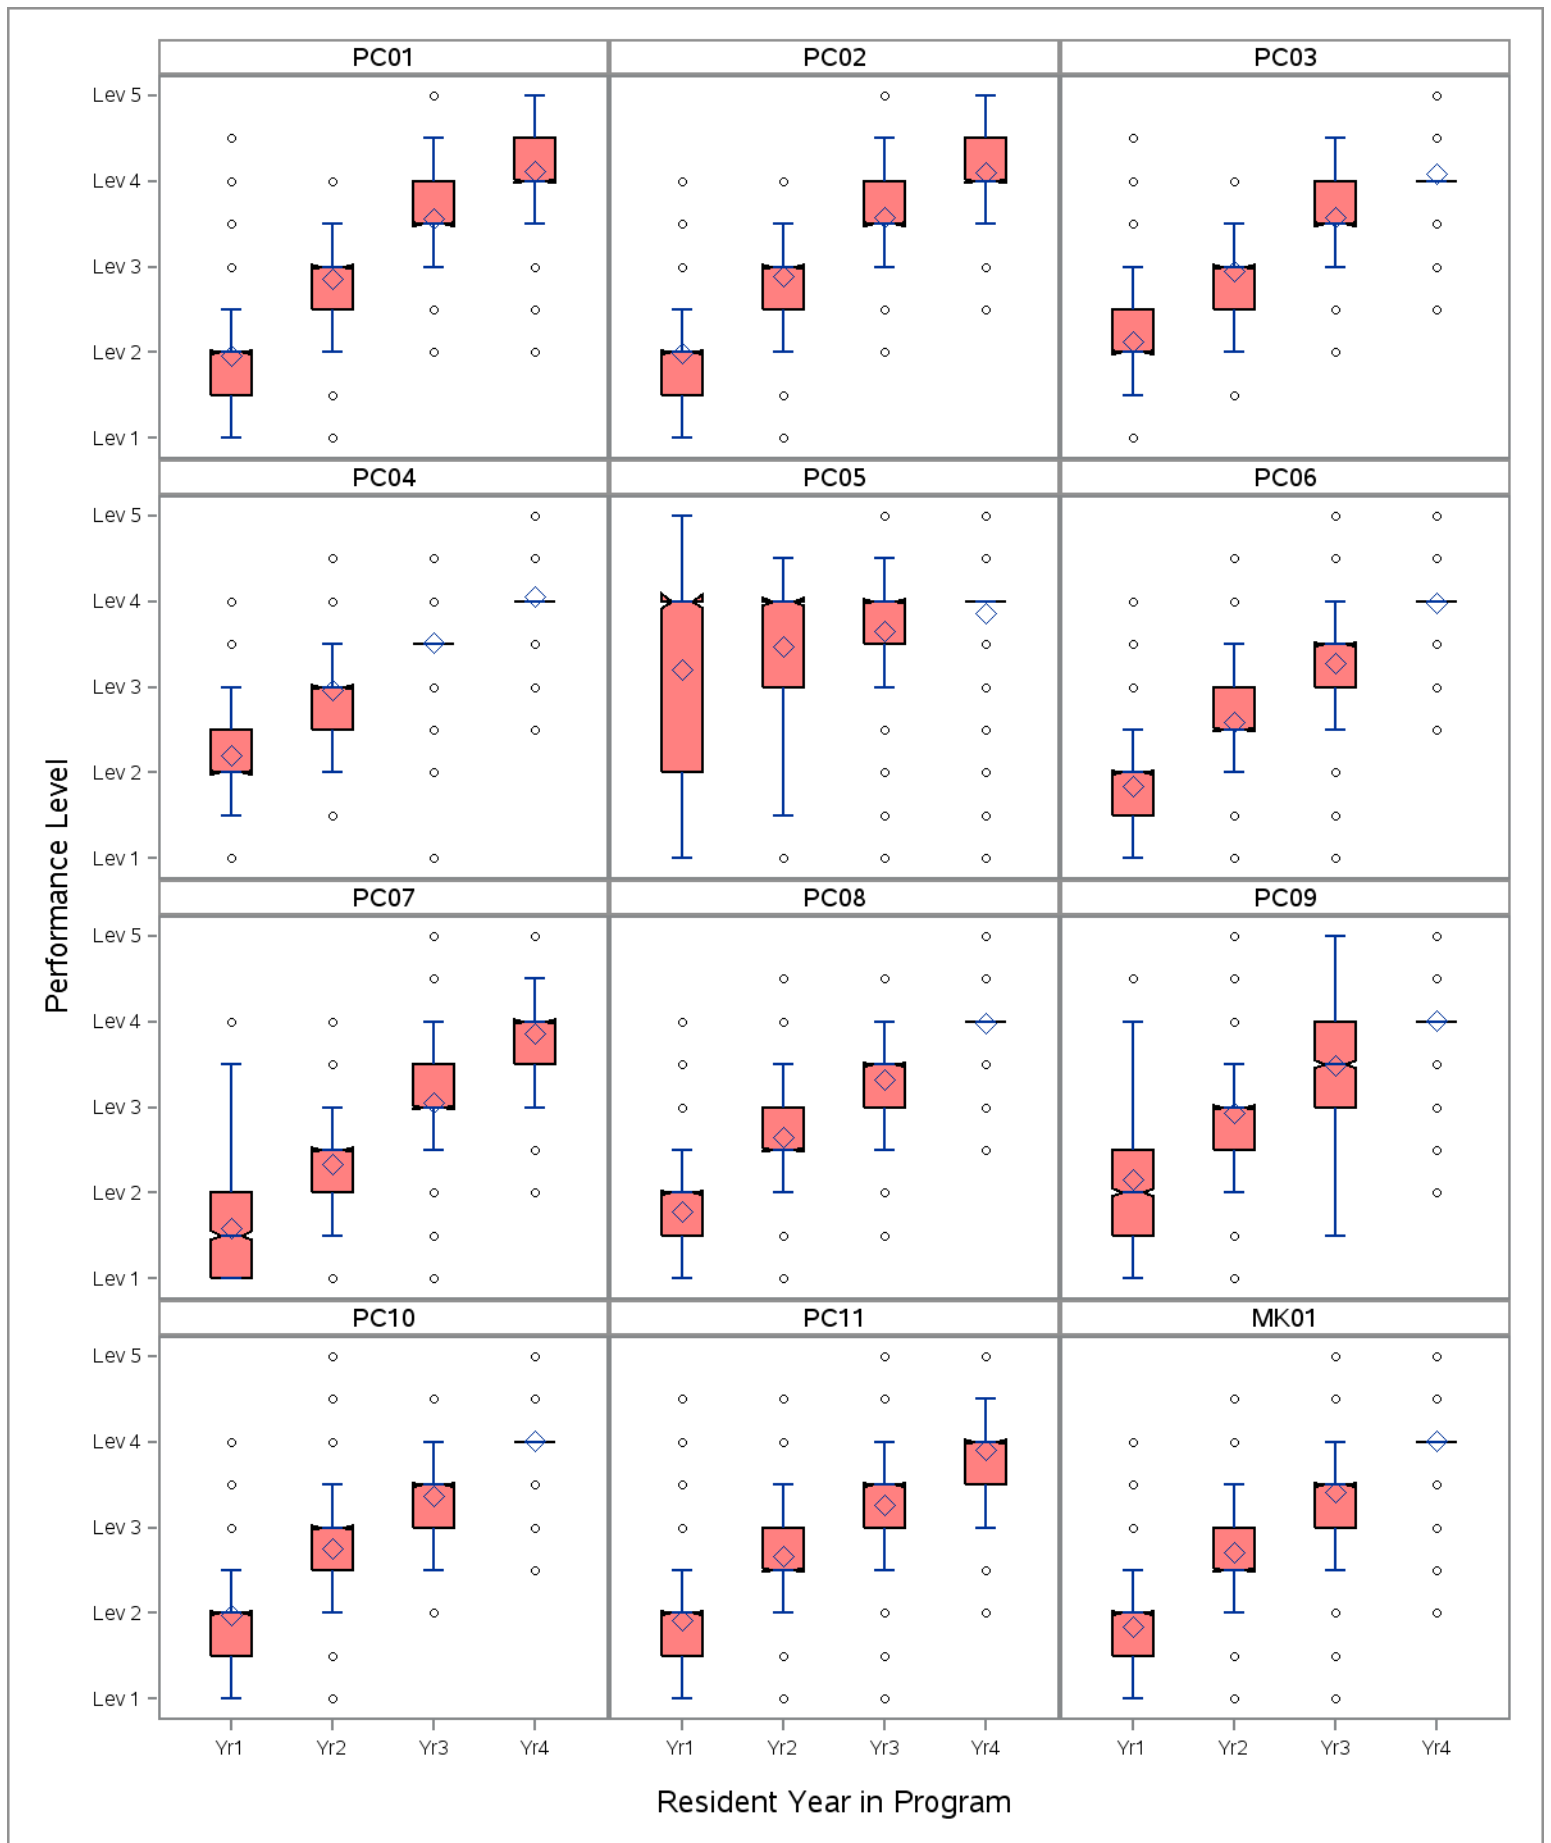 PC01 PC02 PC03
Lev 5
Lev 4
Lev 3
Lev 2
Lev 1
PC04 PC05 PC06
Lev 5
Lev 4
Lev 3
Lev 2
Lev 1
Performance Level
PC07 PC08 PC09
Lev 5
Lev 4
Lev 3
Lev 2
Lev 1
PC10 PC11 MK01
Lev 5
Lev 4
Lev 3
Lev 2
Lev 1
Yr1 Yr2 Yr3 Yr4 Yr1 Yr2 Yr3 Yr4 Yr1 Yr2 Yr3 Yr4
Resident Year in Program